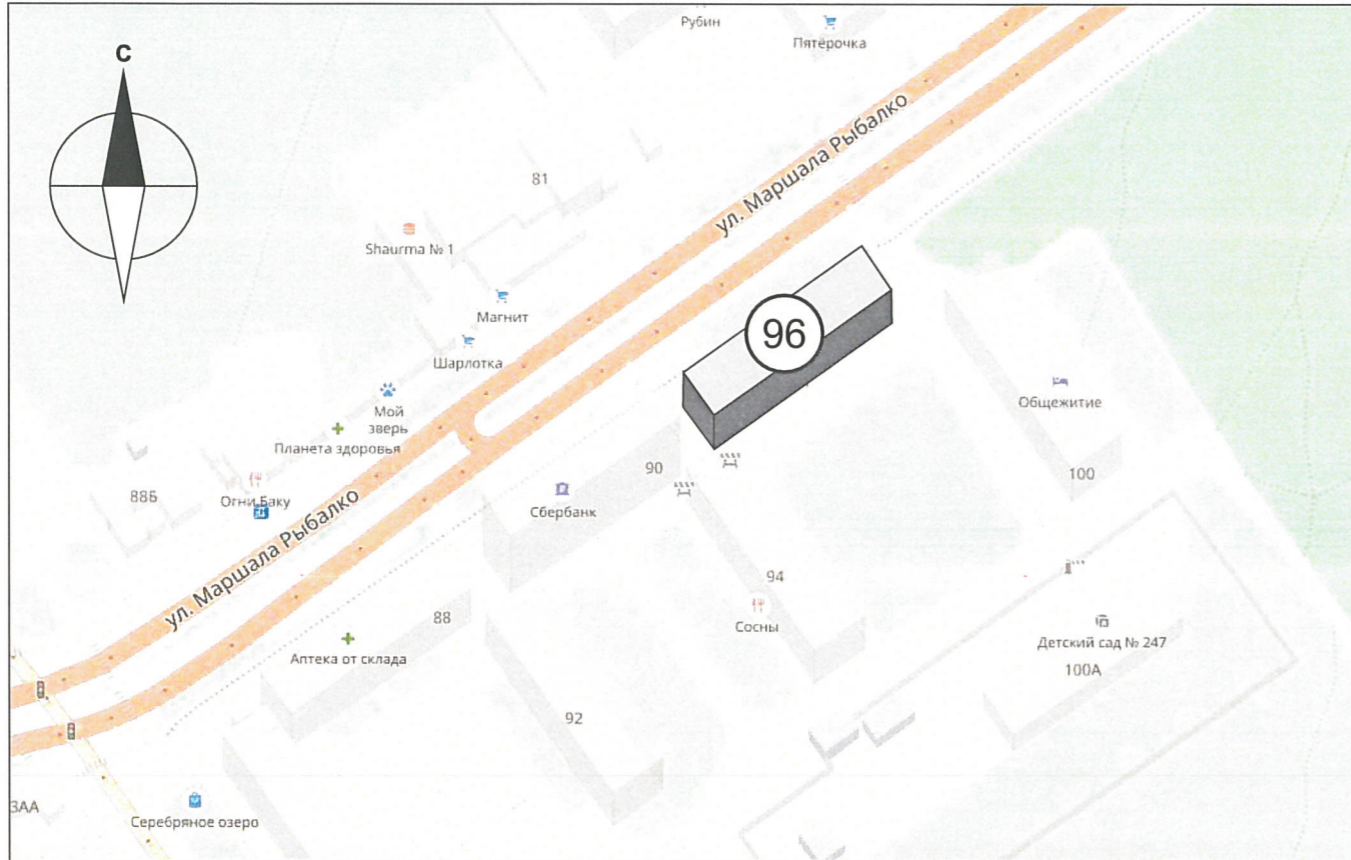 С
Рубин
Пятёрочка
ул. Маршала Рыбалко
81
Shaurma № 1
Магнит
96
Шарлотка
Общежитие
Мой
зверь
Планета здоровья
90
100
Огни Баку
88Б
Сбербанк
ул. Маршала Рыбалко
94
88
Сосны
Детский сад № 247
Аптека от склада
100А
92
3АА
Серебряное озеро